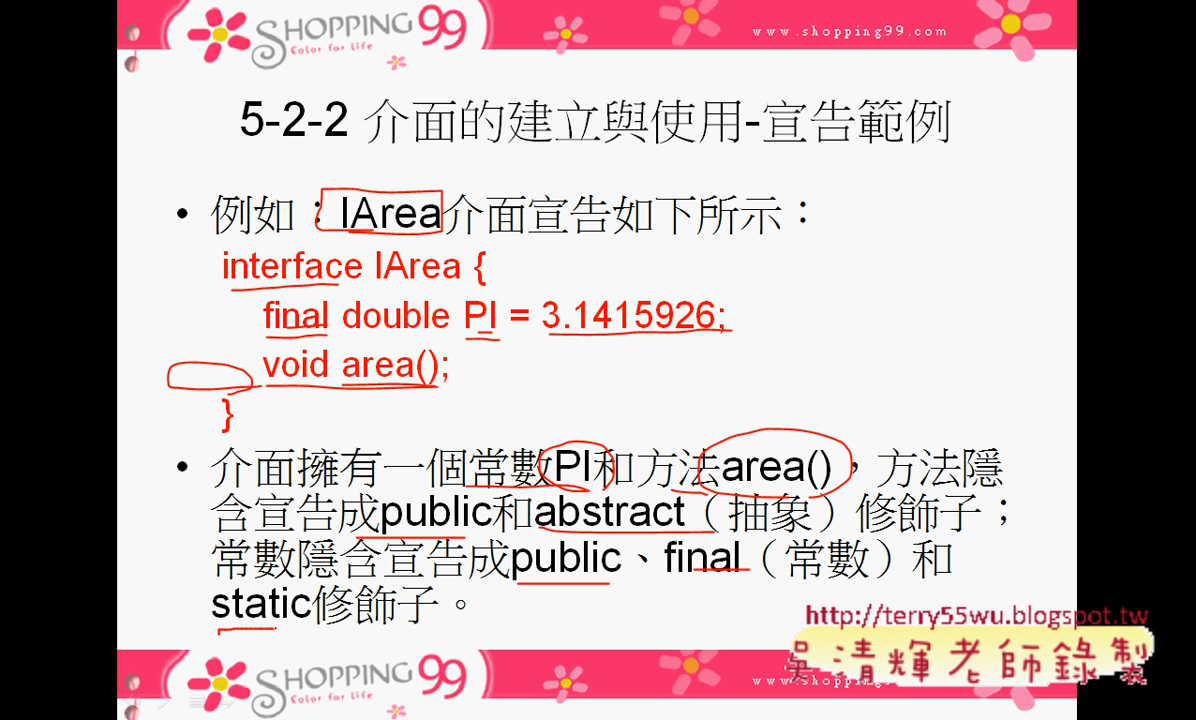 SHOPPING 99
Color for Life
www.shopping99.com
5-2-2 介面的建立與使用-宣告範例
• 例如：IArea介面宣告如下所示：
interface IArea {
final double PI = 3.1415926;
void area();
}
• 介面擁有一個常數PI和方法area()，方法隱
含宣告成public和abstract（抽象）修飾子；
常數隱含宣告成public、final（常數）和
static修飾子。
http://terry55wu.blogspot.tw
吳清輝老師錄製
SHOPPING 99
Color for Life